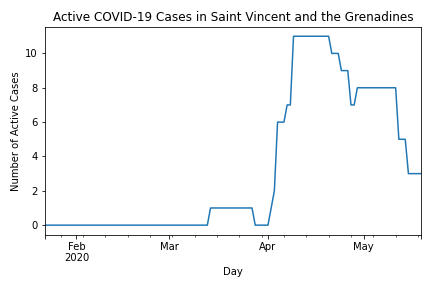 Active COVID-19 Cases in Saint Vincent and the Grenadines
Number of Active Cases
10
8
6
4
2
0
Feb Mar Apr May
2020
Day